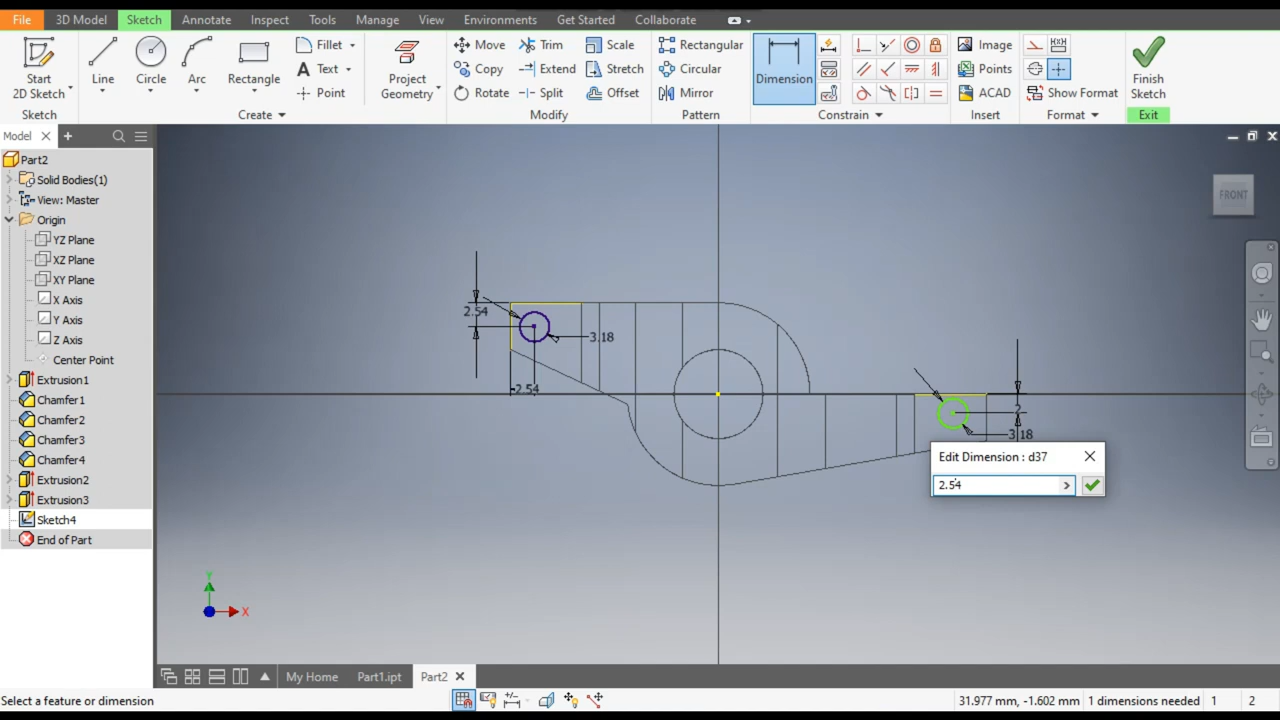 File 3D Model Sketch Annotate Inspect Tools Manage View Environments Get Started Collaborate
Start 2D Sketch
Line
Circle
Arc
Rectangle
Fillet
Text
Point
Project Geometry
Move
Copy
Rotate
Trim
Extend
Split
Scale
Stretch
Offset
Rectangular
Circular
Mirror
Dimension
Image
Points
ACAD
Show Format
Finish Sketch
Sketch Create Modify Pattern Constrain Insert Format Exit
Model
Part2
Solid Bodies(1)
View: Master
Origin
YZ Plane
XZ Plane
XY Plane
X Axis
Y Axis
Z Axis
Center Point
Extrusion1
Chamfer1
Chamfer2
Chamfer3
Chamfer4
Extrusion2
Extrusion3
Sketch4
End of Part
FRONT
2.54
3.18
2.54
2
3.18
Edit Dimension : d37
2.54
Y
X
My Home Part1.ipt Part2
Select a feature or dimension
31.977 mm, -1.602 mm 1 dimensions needed 1 2